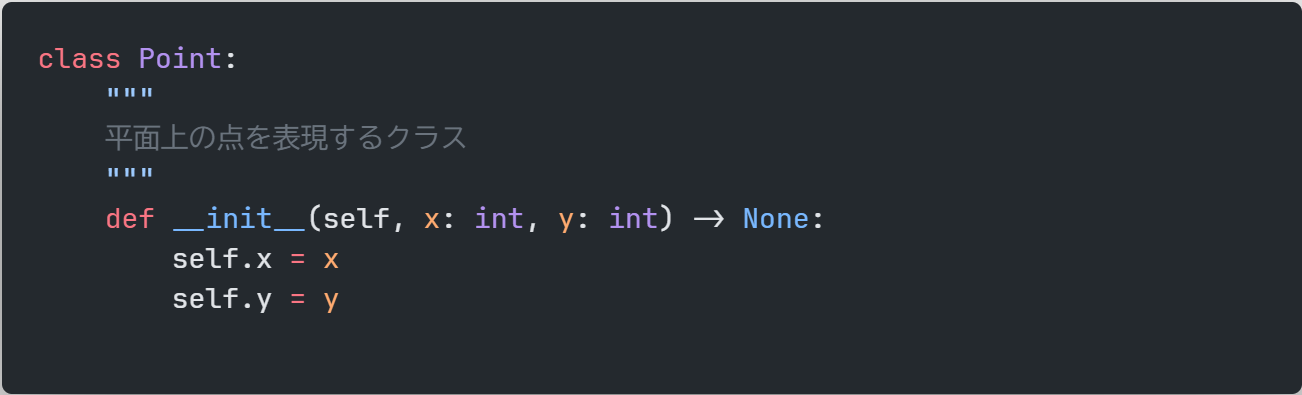 class Point:
    """
    平面上の点を表現するクラス
    """
    def __init__(self, x: int, y: int) -> None:
        self.x = x
        self.y = y